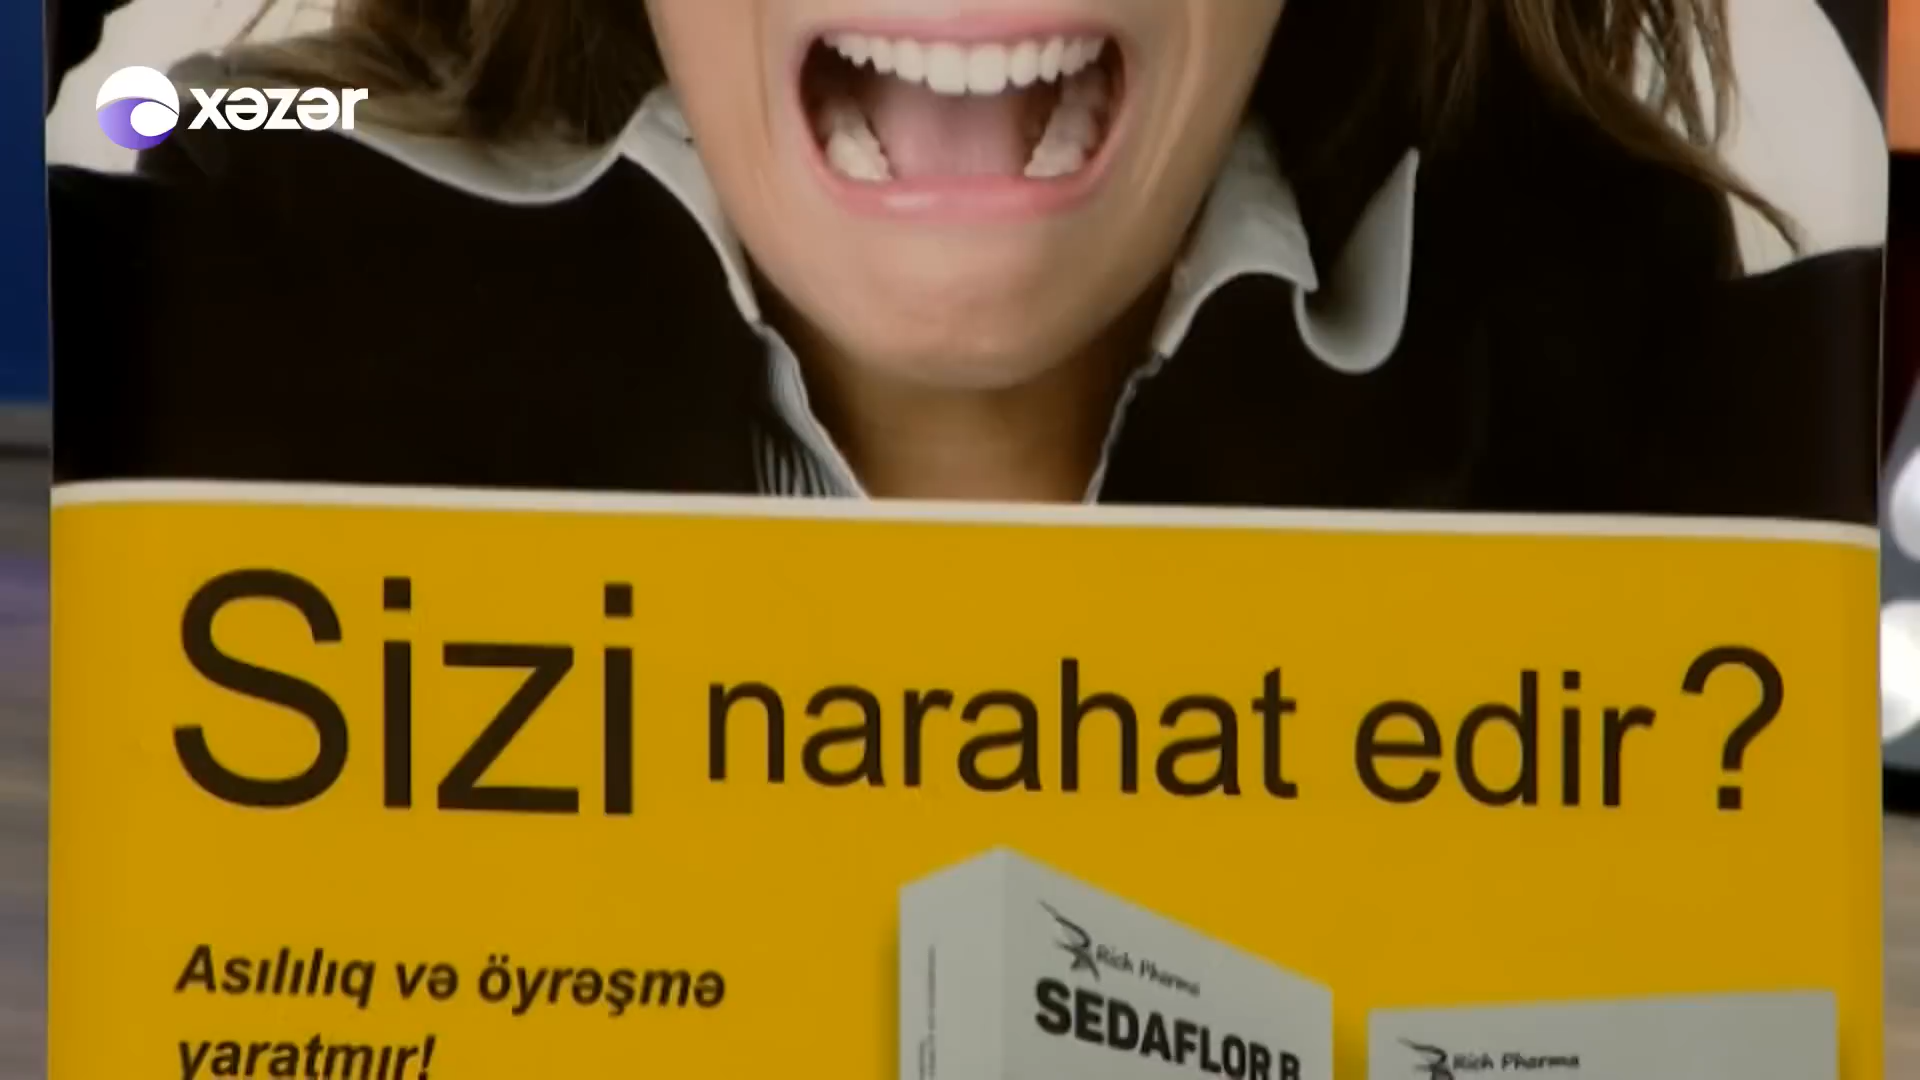 xəzər
Sizi narahat edir?
Asılılıq və öyrəşmə
yaratmır!
Rich Pharma
SEDAFLOR B
Rich Pharma